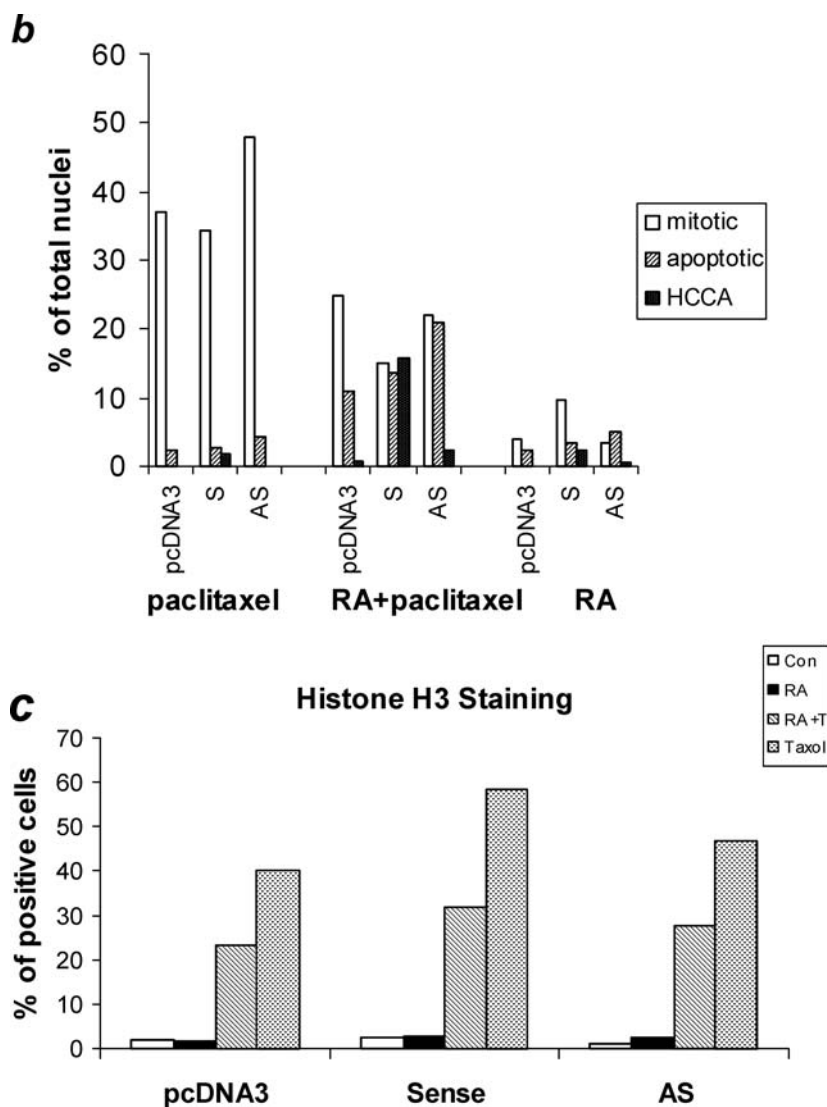 b
60
50
40
30
20
10
0
% of total nuclei
mitotic
apoptotic
HCCA
pcDNA3 S AS pcDNA3 S AS pcDNA3 S AS
paclitaxel RA+paclitaxel RA
c
Histone H3 Staining
Con
RA
RA+T
Taxol
70
60
50
40
30
20
10
0
% of positive cells
pcDNA3 Sense AS